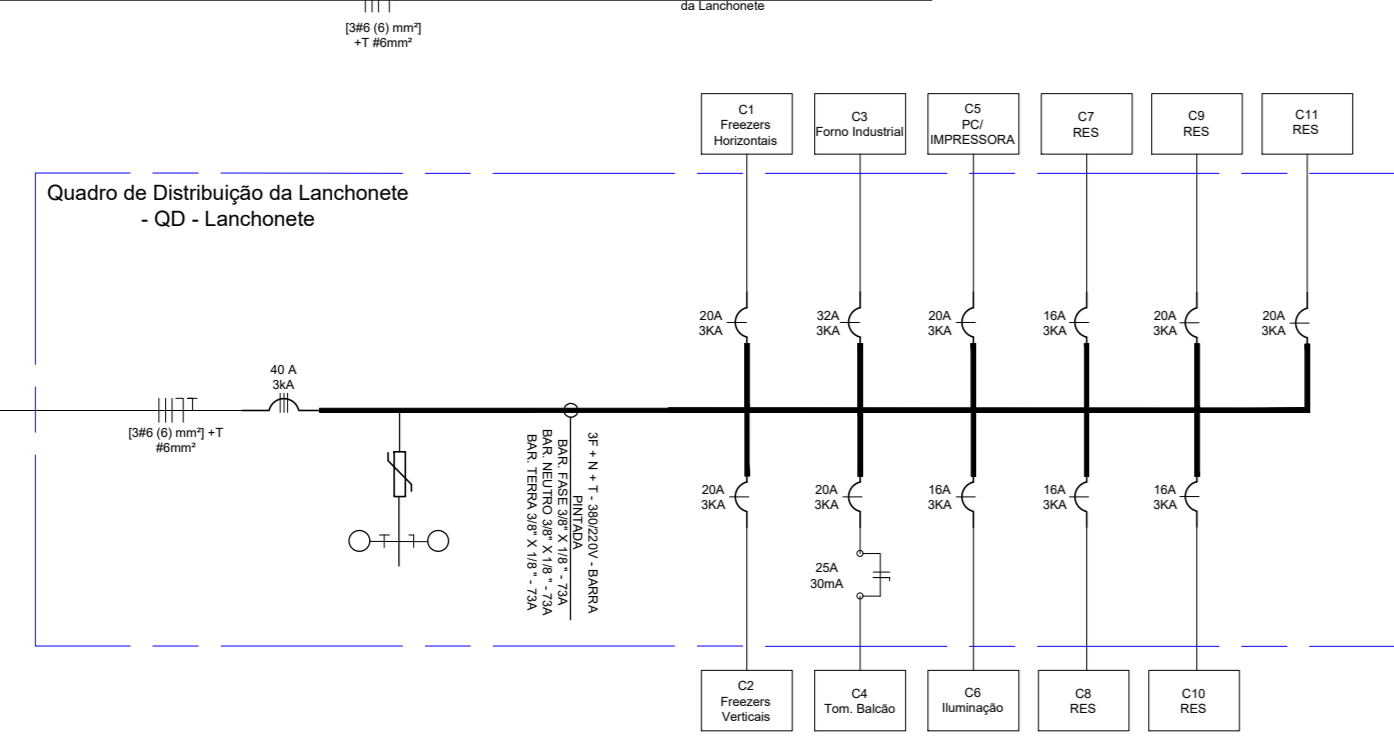 da Lanchonete
[3#6 (6) mm²]
+T #6mm²
C1
Freezers
Horizontais
C3
Forno Industrial
C5
PC/
IMPRESSORA
C7
RES
C9
RES
C11
RES
Quadro de Distribuição da Lanchonete
- QD - Lanchonete
20A
3KA
32A
3KA
20A
3KA
16A
3KA
20A
3KA
20A
3KA
40 A
3kA
[3#6 (6) mm²] +T
#6mm²
3F + N + T - 380/220V - BARRA
PINTADA
BAR. FASE 3/8" X 1/8 " - 73A
BAR. NEUTRO 3/8" X 1/8 " - 73A
BAR. TERRA 3/8" X 1/8 " - 73A
20A
3KA
20A
3KA
16A
3KA
16A
3KA
16A
3KA
25A
30mA
C2
Freezers
Verticais
C4
Tom. Balcão
C6
Iluminação
C8
RES
C10
RES